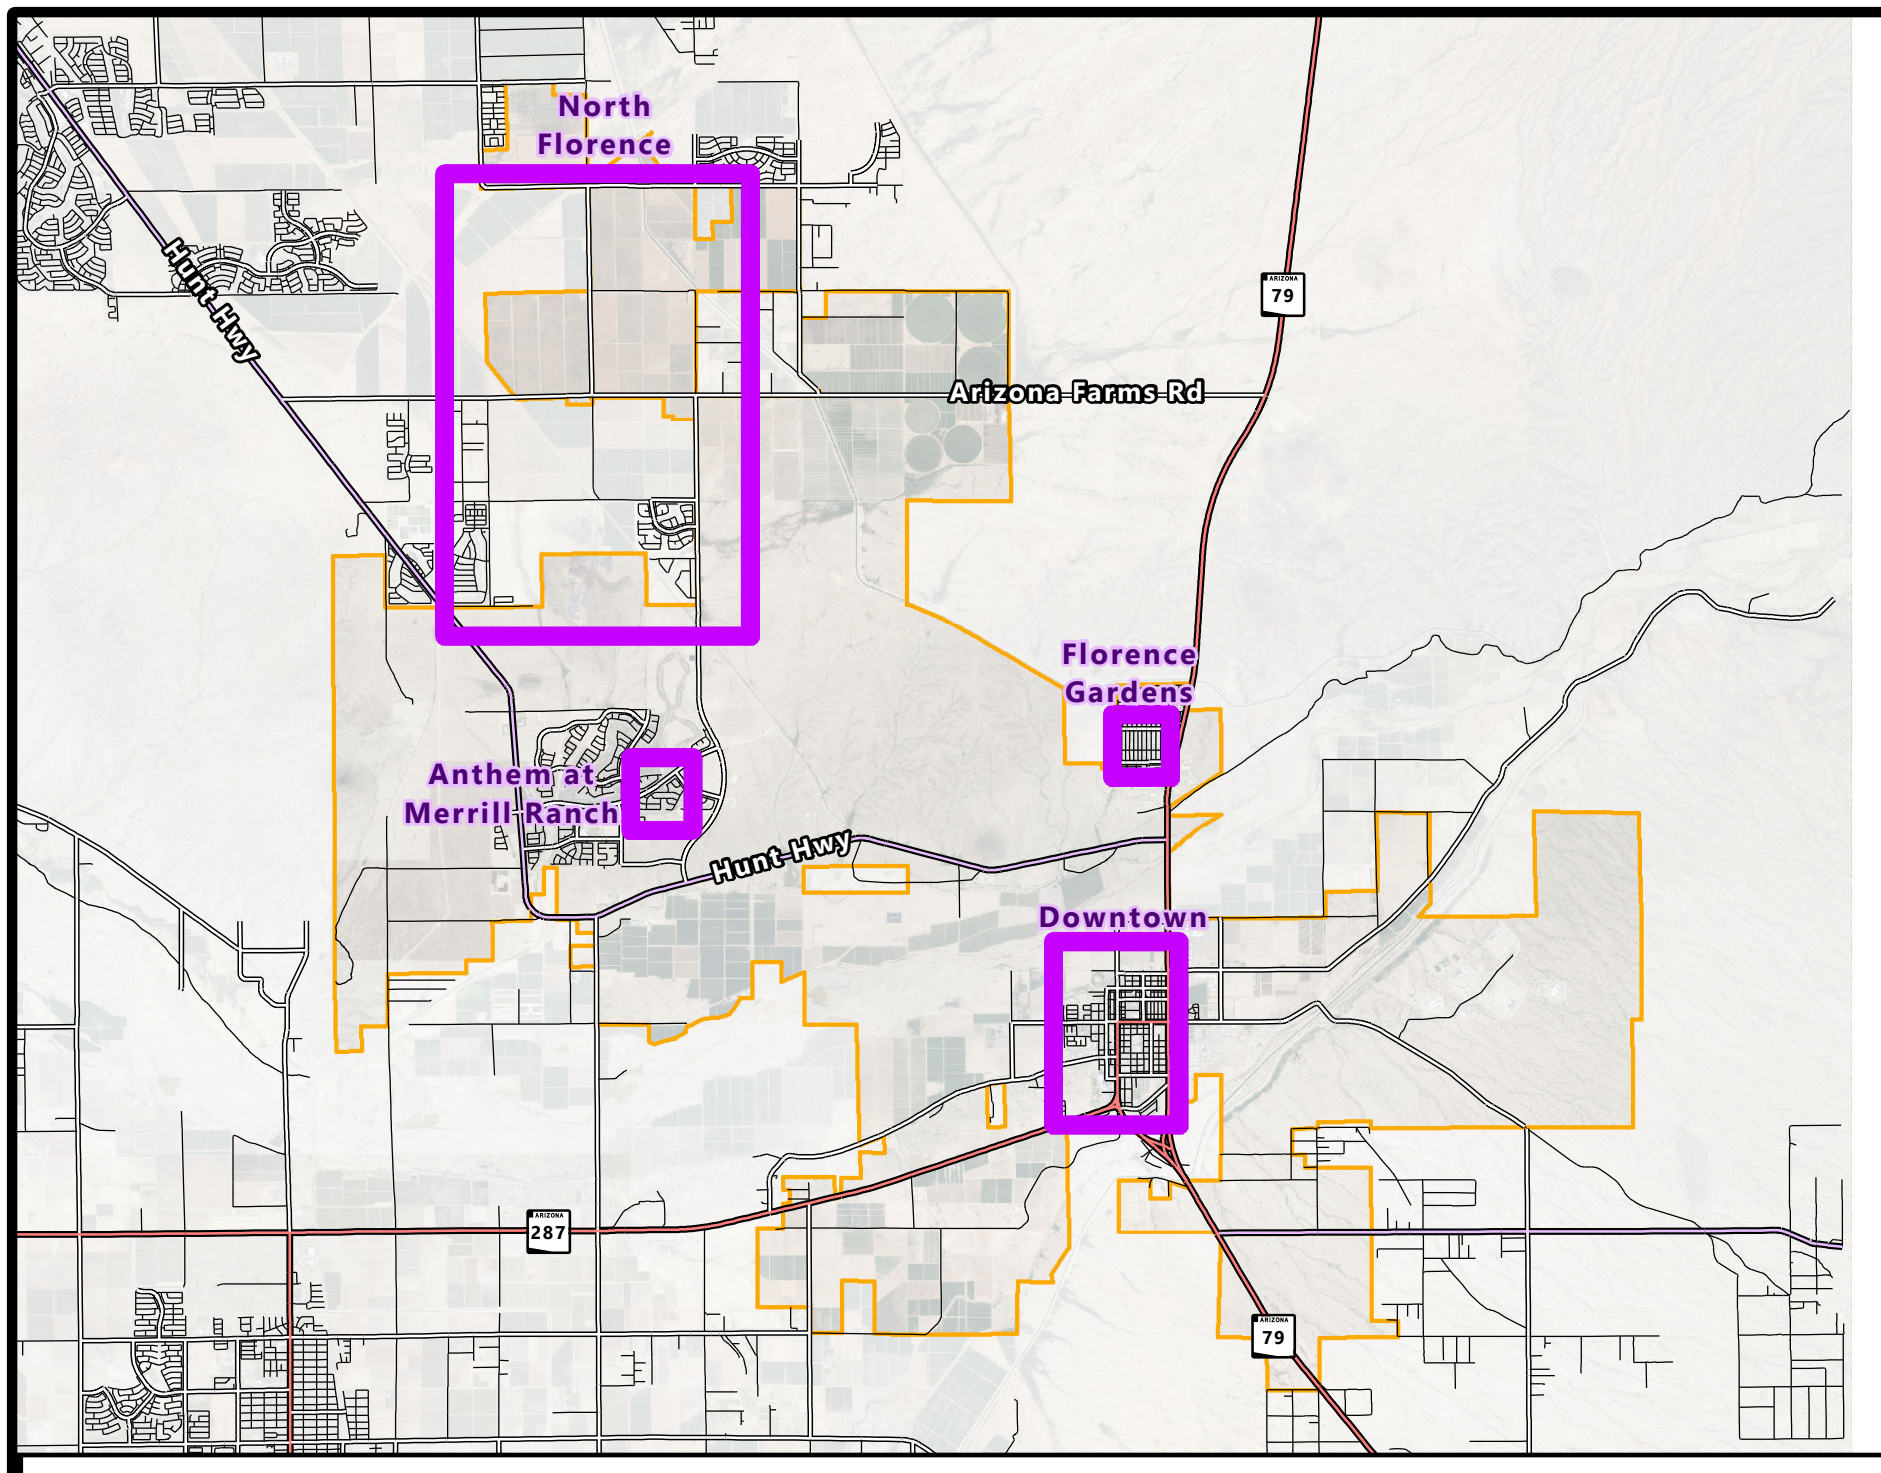 North
Florence
Hunt Hwy
ARIZONA
79
Arizona Farms Rd
Florence
Gardens
Anthem at
Merrill Ranch
Hunt Hwy
Downtown
ARIZONA
287
ARIZONA
79